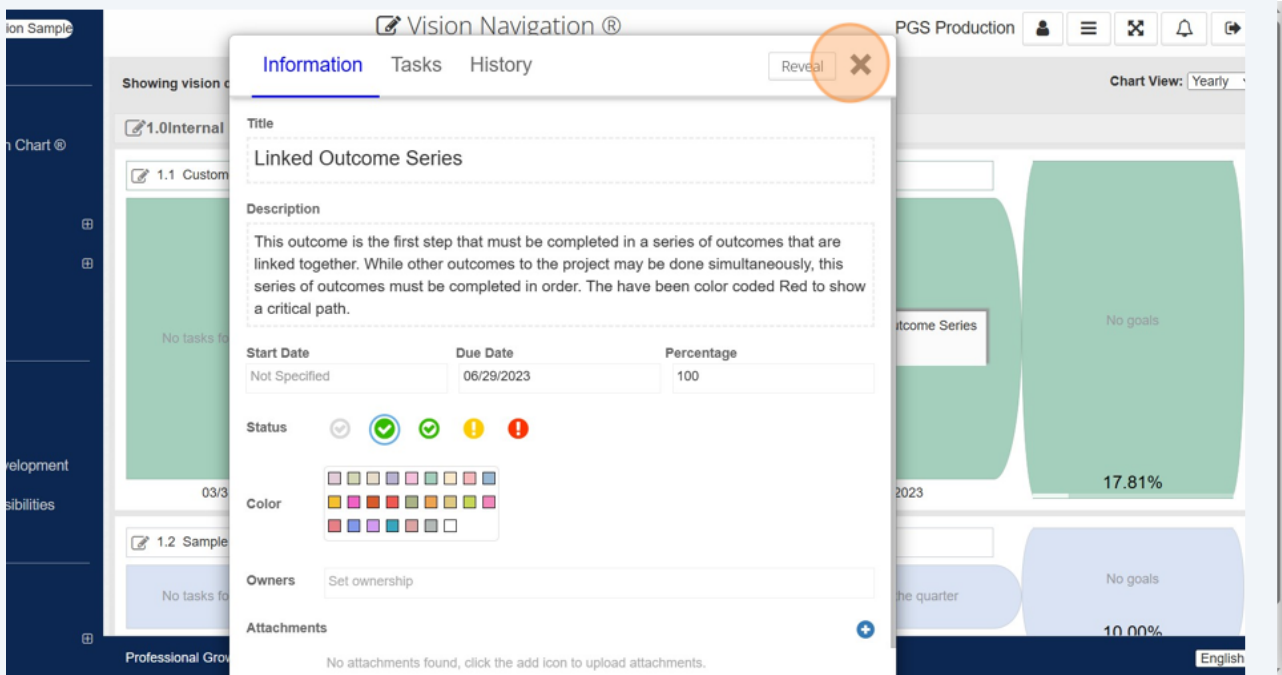 ion Sample
Vision Navigation ®
PGS Production
Information Tasks History
Reveal
Showing vision
Chart View: Yearly
n Chart ®
1.0Internal
Title
Linked Outcome Series
1.1 Custom
Description
This outcome is the first step that must be completed in a series of outcomes that are
linked together. While other outcomes to the project may be done simultaneously, this
series of outcomes must be completed in order. The have been color coded Red to show
a critical path.
No tasks fo
utcome Series
No goals
Start Date Due Date Percentage
Not Specified 06/29/2023 100
Status
velopment
17.81%
03/3
2023
sibilities
Color
1.2 Sample
Owners Set ownership
No tasks fo
he quarter
No goals
Attachments
10.00%
Professional Grow
English
No attachments found, click the add icon to upload attachments.